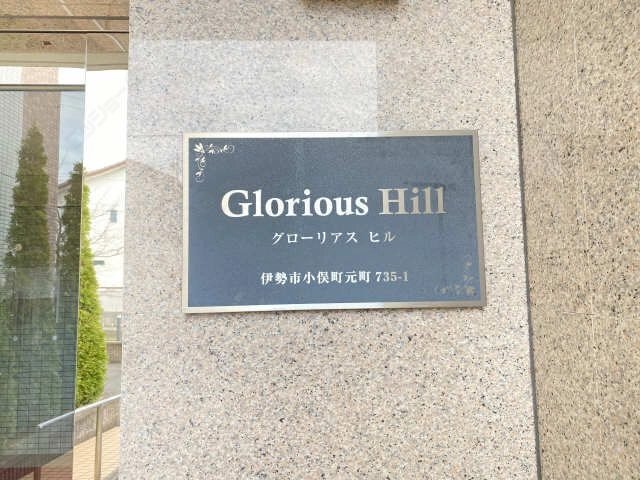 Glorious Hill
グローリアス ヒル
伊勢市小俣町元町 735-1